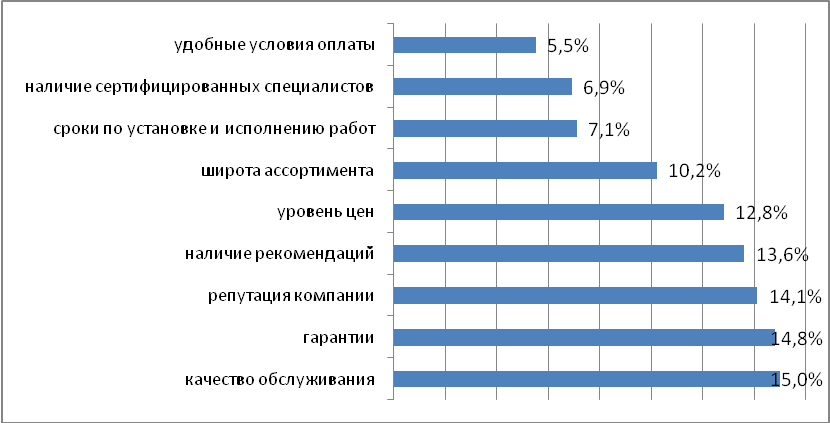 удобные условия оплаты 5,5%
наличие сертифицированных специалистов 6,9%
сроки по установке и исполнению работ 7,1%
широта ассортимента 10,2%
уровень цен 12,8%
наличие рекомендаций 13,6%
репутация компании 14,1%
гарантии 14,8%
качество обслуживания 15,0%